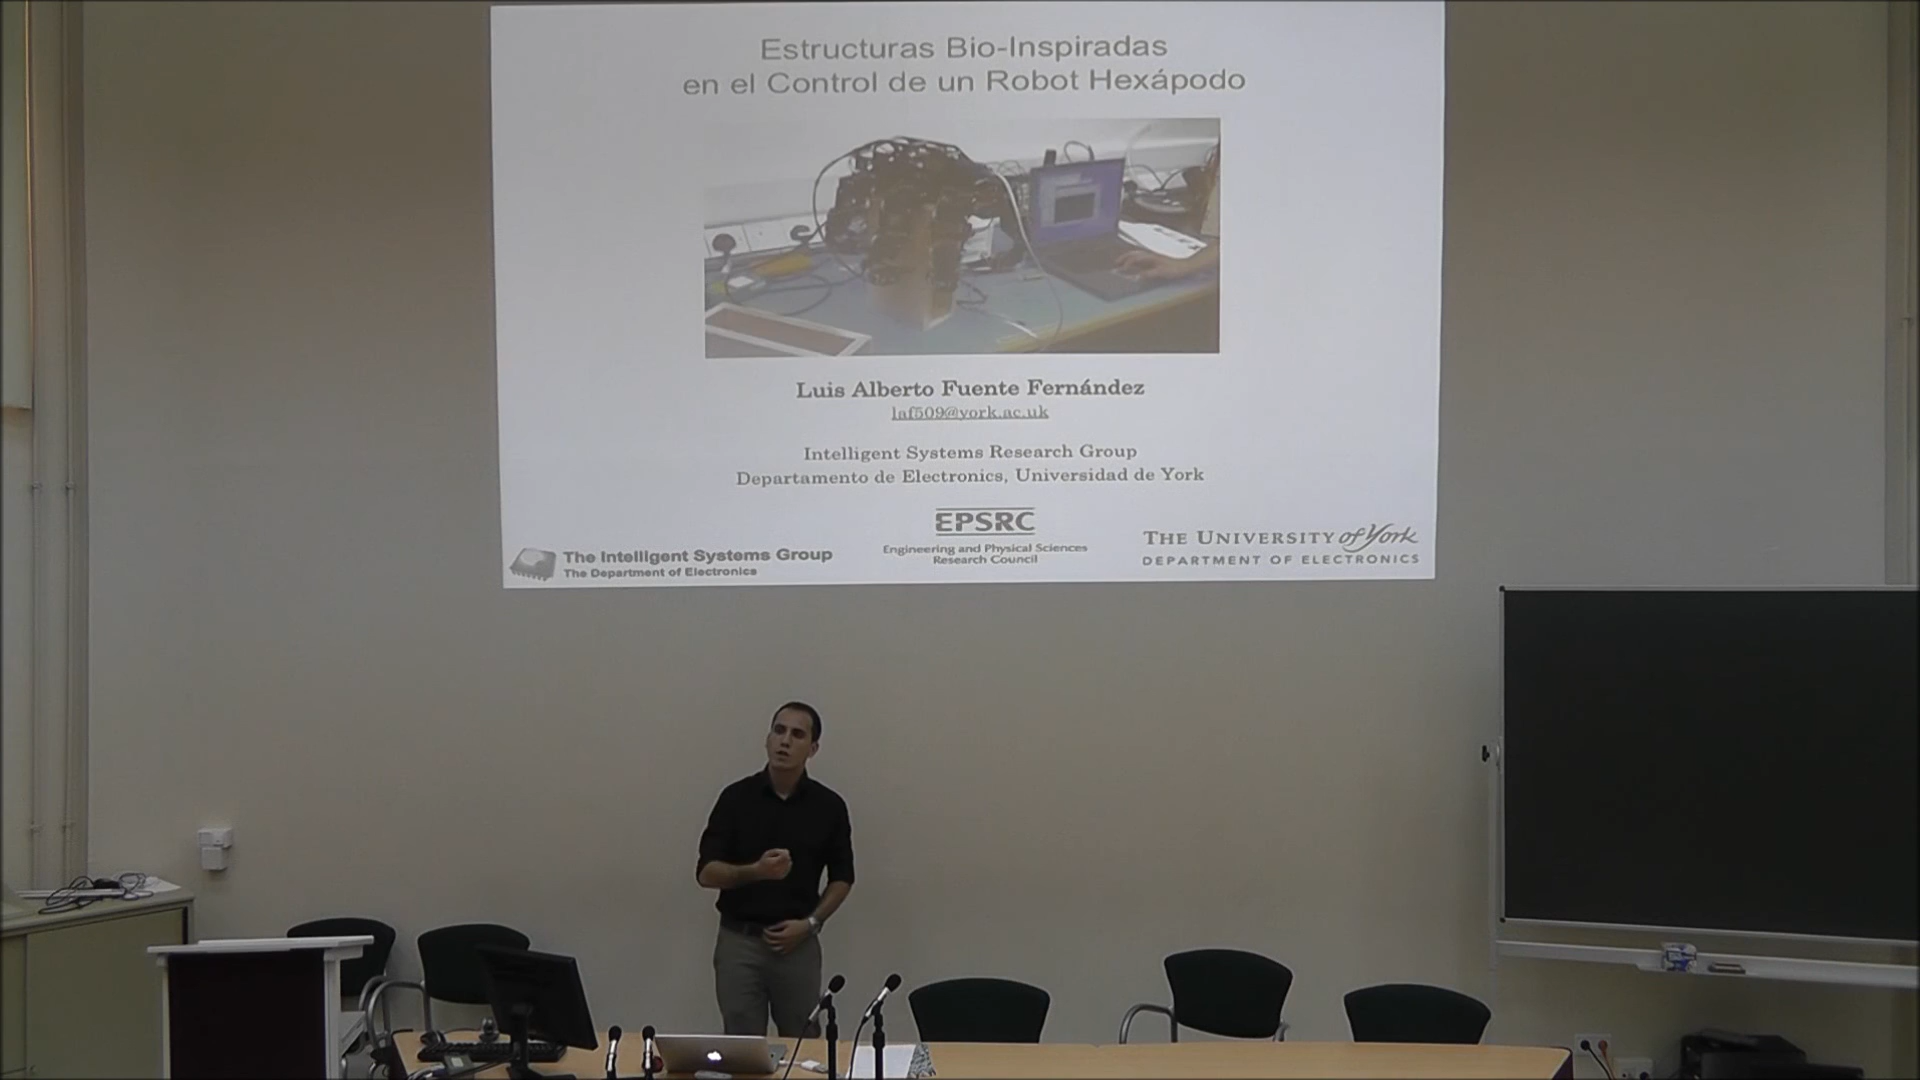 Estructuras Bio-Inspiradas
en el Control de un Robot Hexápodo
Luis Alberto Fuente Fernández
laf509@york.ac.uk
Intelligent Systems Research Group
Departamento de Electronics, Universidad de York
The Intelligent Systems Group
The Department of Electronics
EPSRC
Engineering and Physical Sciences
Research Council
THE UNIVERSITY of York
DEPARTMENT OF ELECTRONICS